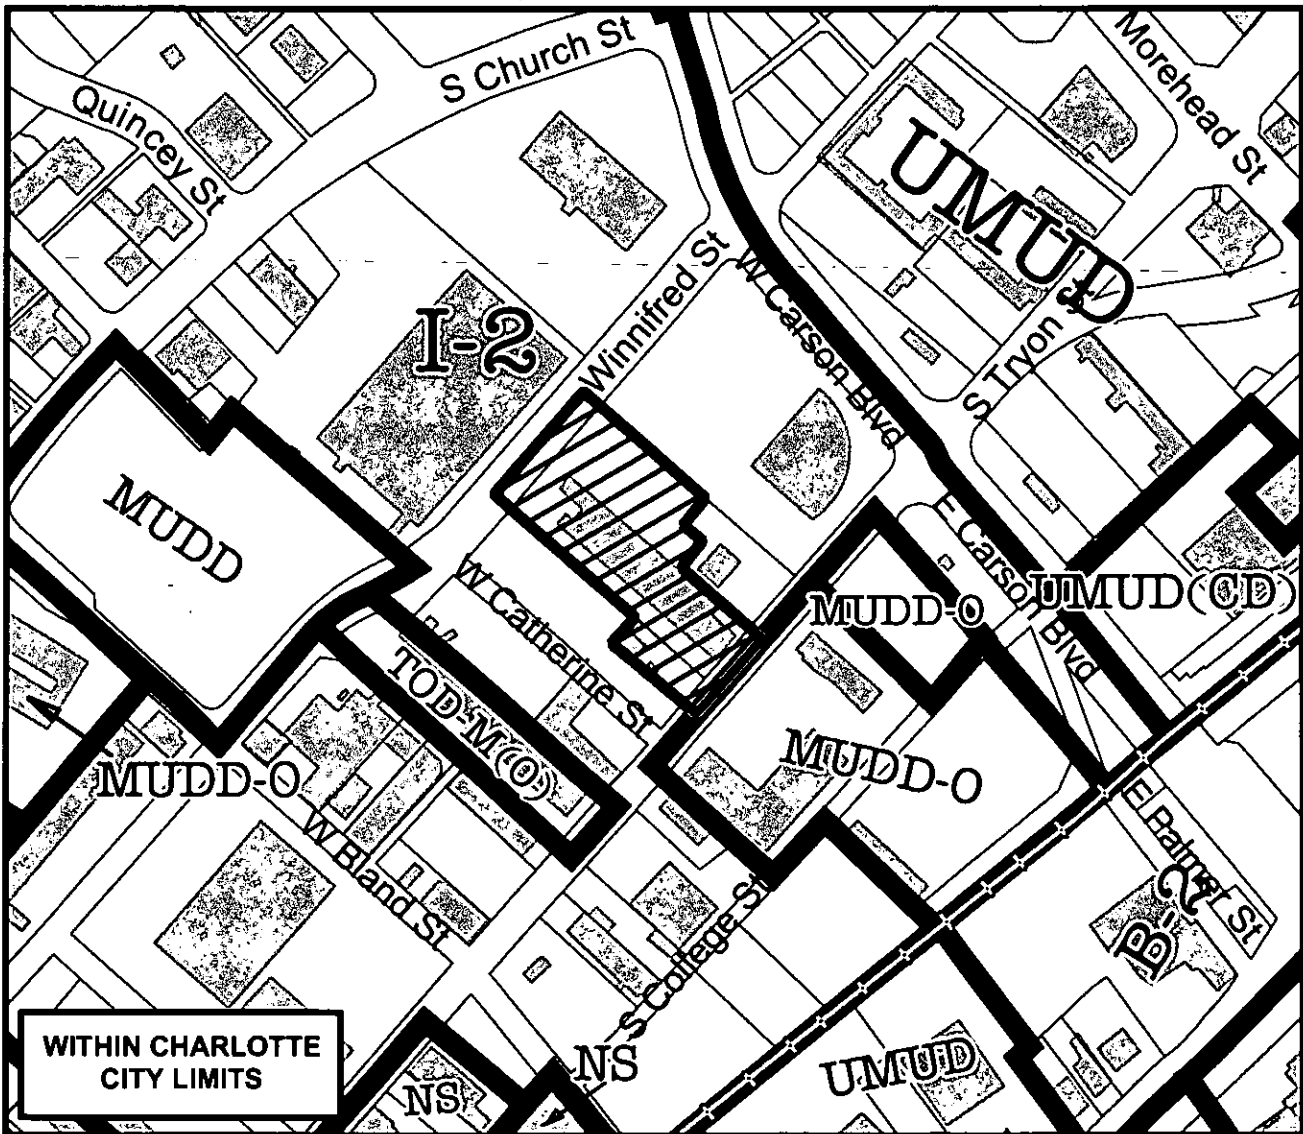 S Church St
Morehead St
Quincey St
UMUD
Winnifred St
W Carson Blvd
I-2
S Tryon St
MUDD
E Carson Blvd
W Catherine St
MUDD-O
UMUD(CD)
TOD-M(O)
MUDD-O
MUDD-O
E Palmer St
W Bland St
B-2
S College St
WITHIN CHARLOTTE
CITY LIMITS
NS
NS
UMUD